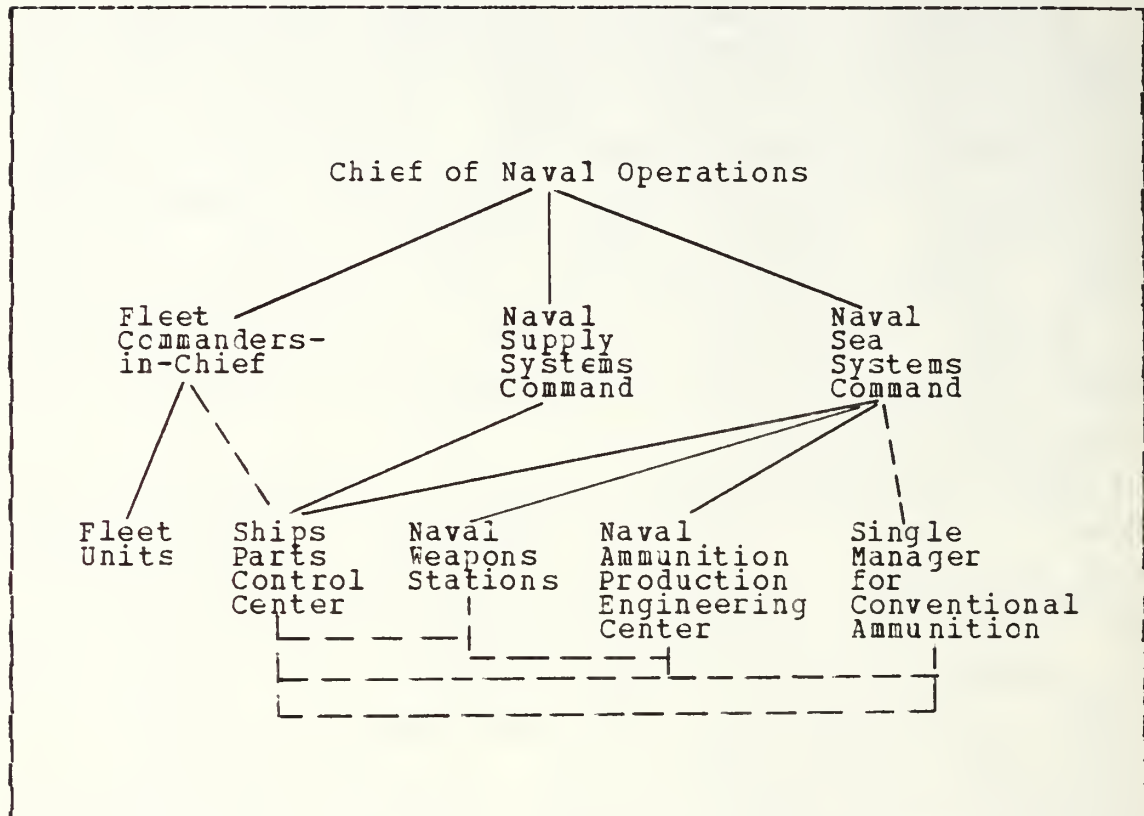 Chief of Naval Operations
Fleet
Commanders-
in-Chief
Naval
Supply
Systems
Command
Naval
Sea
Systems
Command
Fleet
Units
Ships
Parts
Control
Center
Naval
Weapons
Stations
Naval
Ammunition
Production
Engineering
Center
Single
Manager
for
Conventional
Ammunition